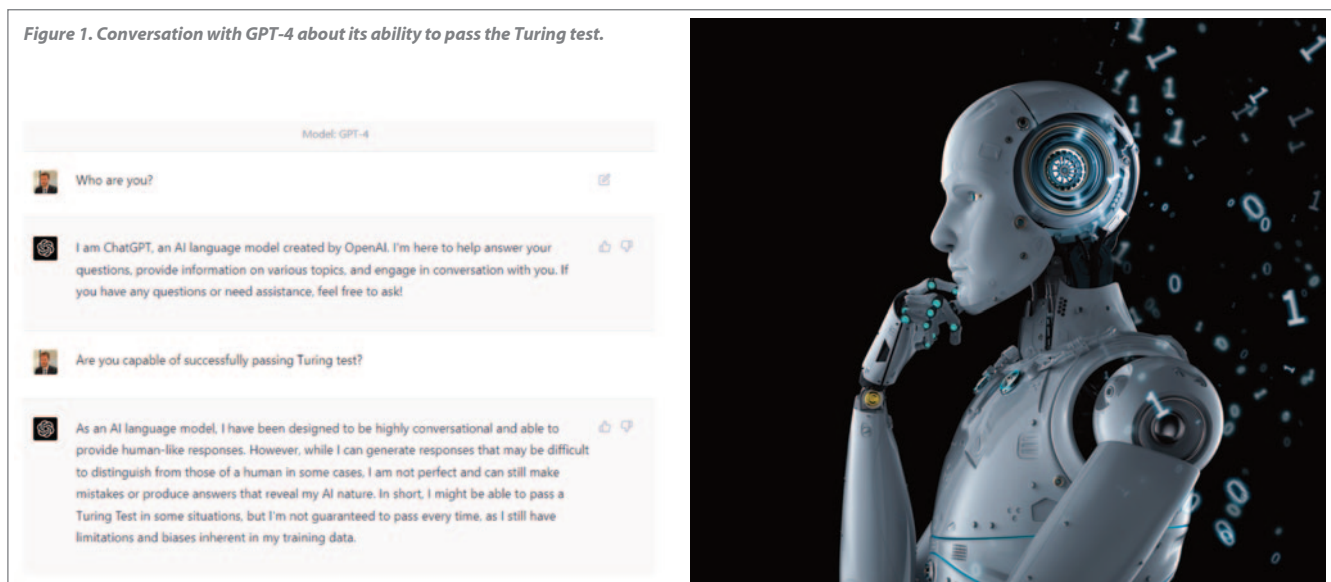 Figure 1. Conversation with GPT-4 about its ability to pass the Turing test.
Model: GPT-4
Who are you?
I am ChatGPT, an AI language model created by OpenAI. I'm here to help answer your
questions, provide information on various topics, and engage in conversation with you. If
you have any questions or need assistance, feel free to ask!
Are you capable of successfully passing Turing test?
As an AI language model, I have been designed to be highly conversational and able to
provide human-like responses. However, while I can generate responses that may be difficult
to distinguish from those of a human in some cases, I am not perfect and can still make
mistakes or produce answers that reveal my AI nature. In short, I might be able to pass a
Turing Test in some situations, but I'm not guaranteed to pass every time, as I still have
limitations and biases inherent in my training data.